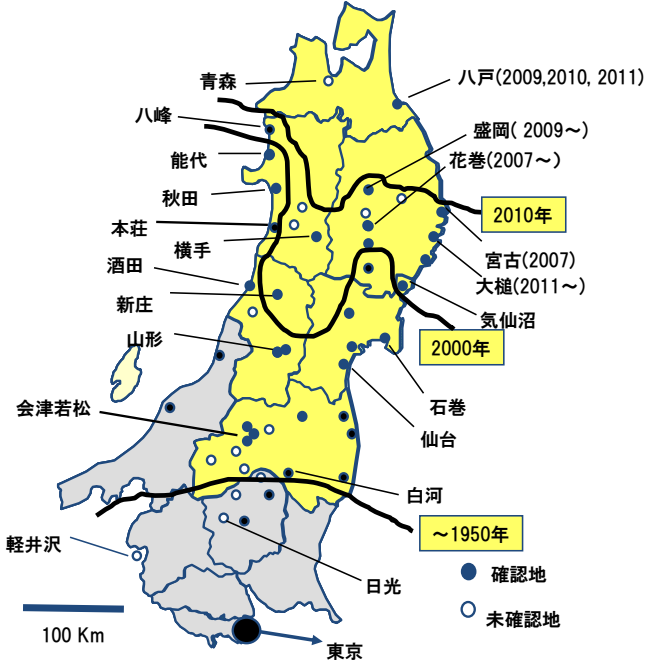 青森
八戸(2009,2010, 2011)
八峰
盛岡( 2009～)
能代
花巻(2007～)
秋田
2010年
本荘
横手
宮古(2007)
酒田
大槌(2011～)
新庄
気仙沼
山形
2000年
石巻
会津若松
仙台
白河
～1950年
軽井沢
日光
確認地
未確認地
100 Km
東京